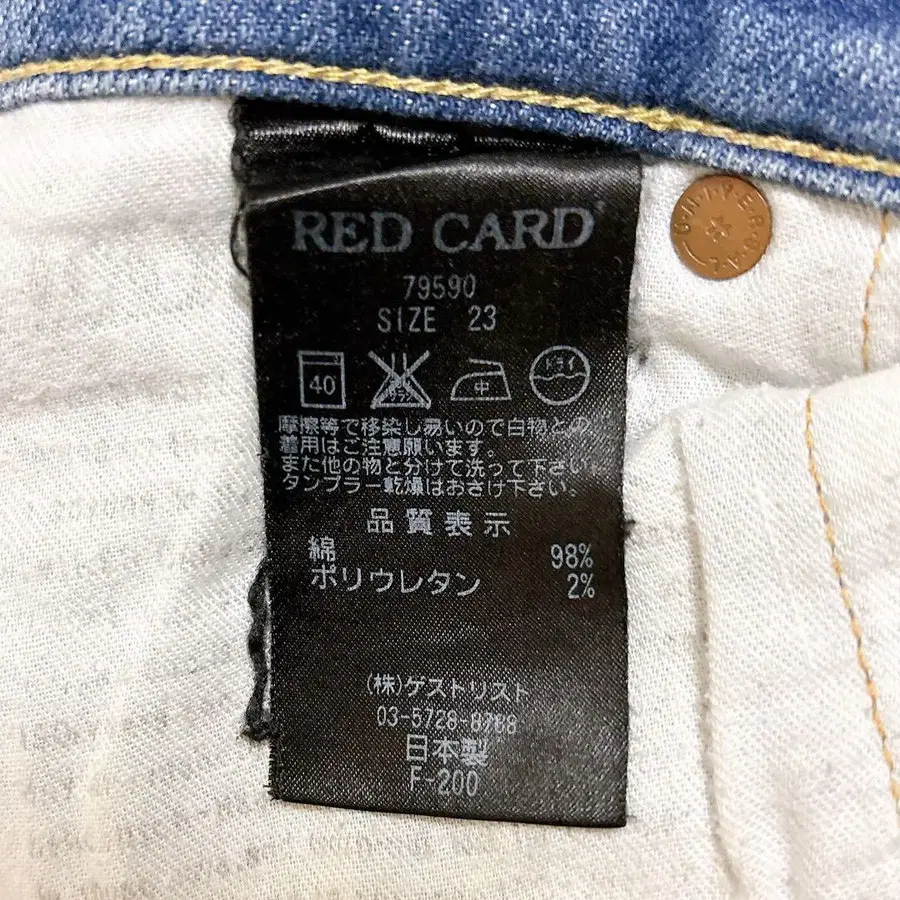 RED CARD
79590
SIZE 23
40
中
ドライ
摩擦等で移染し易いので白物との
着用はご注意願います。
また他の物と分けて洗って下さい。
タンブラー乾燥はおさけ下さい。
品質表示
綿 98%
ポリウレタン 2%
(株)ゲストリスト
03-5728-8788
日本製
F-200
UNIVERSAL